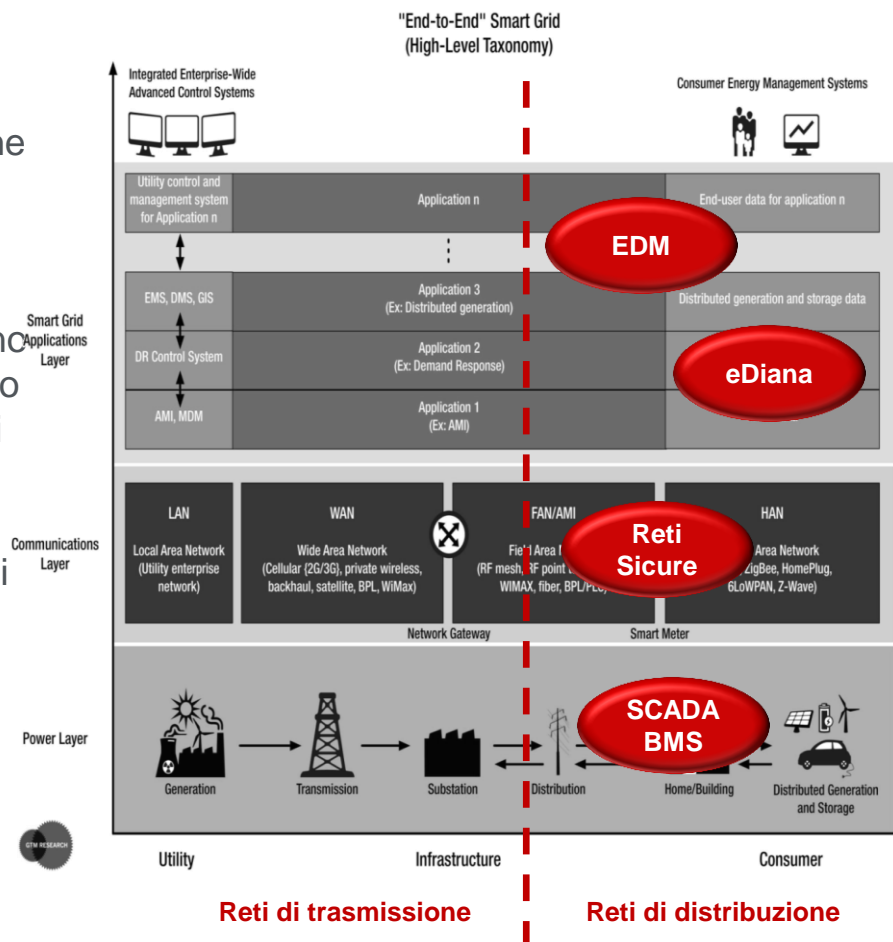 "End-to-End" Smart Grid
(High-Level Taxonomy)
Integrated Enterprise-Wide
Advanced Control Systems
Consumer Energy Management Systems
Utility control and
management system
for Application n
Application n
End-user data for application n
EDM
EMS, DMS, GIS
Application 3
(Ex: Distributed generation)
Distributed generation and storage data
Smart Grid
Applications
Layer
DR Control System
Application 2
(Ex: Demand Response)
eDiana
AMI, MDM
Application 1
(Ex: AMI)
Communications
Layer
LAN
Local Area Network
(Utility enterprise
network)
WAN
Wide Area Network
(Cellular {2G/3G), private wireless,
backhaul, satellite, BPL, WiMax)
FAN/AMI
(RF mesh, RF point
WIMAX, fiber, BPL/PLC)
HAN
Area Network
ZigBee, HomePlug,
6LoWPAN, Z-Wave)
Reti
Sicure
Network Gateway
Smart Meter
Power Layer
SCADA
BMS
Generation
Transmission
Substation
Distribution
Home/Building
Distributed Generation
and Storage
GTM RESEARCH
Utility
Infrastructure
Consumer
Reti di trasmissione
Reti di distribuzione